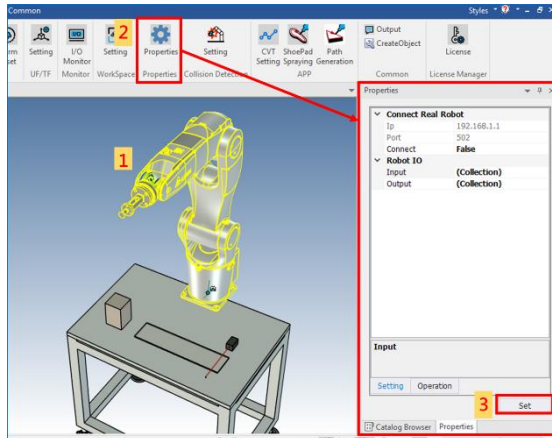 Common
Styles
rm
set
Setting
I/O
Monitor
Setting
2
Properties
Setting
CVT
Setting
ShoePad
Spraying
Path
Generation
Output
CreateObject
License
UF/TF
Monitor
WorkSpace
Properties
Collision Detection
APP
Common
License Manager
Properties
1
Connect Real Robot
Ip 192.168.1.1
Port 502
Connect False
Robot IO
Input (Collection)
Output (Collection)
Input
Setting Operation
3 Set
Catalog Browser Properties